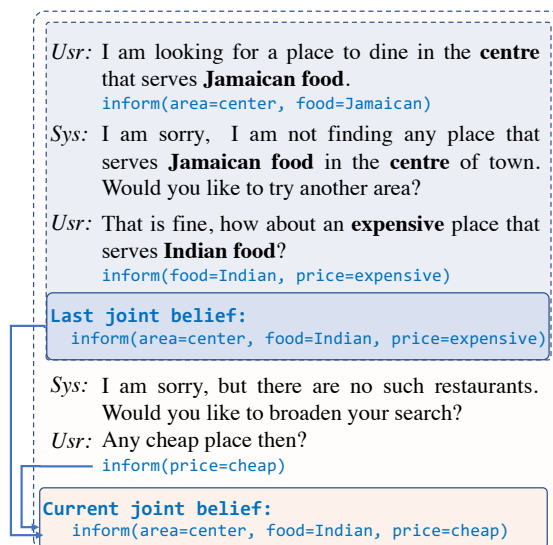 Usr: I am looking for a place to dine in the centre
that serves Jamaican food.
inform(area=center, food=Jamaican)
Sys: I am sorry, I am not finding any place that
serves Jamaican food in the centre of town.
Would you like to try another area?
Usr: That is fine, how about an expensive place that
serves Indian food?
inform(food=Indian, price=expensive)
Last joint belief:
inform(area=center, food=Indian, price=expensive)
Sys: I am sorry, but there are no such restaurants.
Would you like to broaden your search?
Usr: Any cheap place then?
inform(price=cheap)
Current joint belief:
inform(area=center, food=Indian, price=cheap)